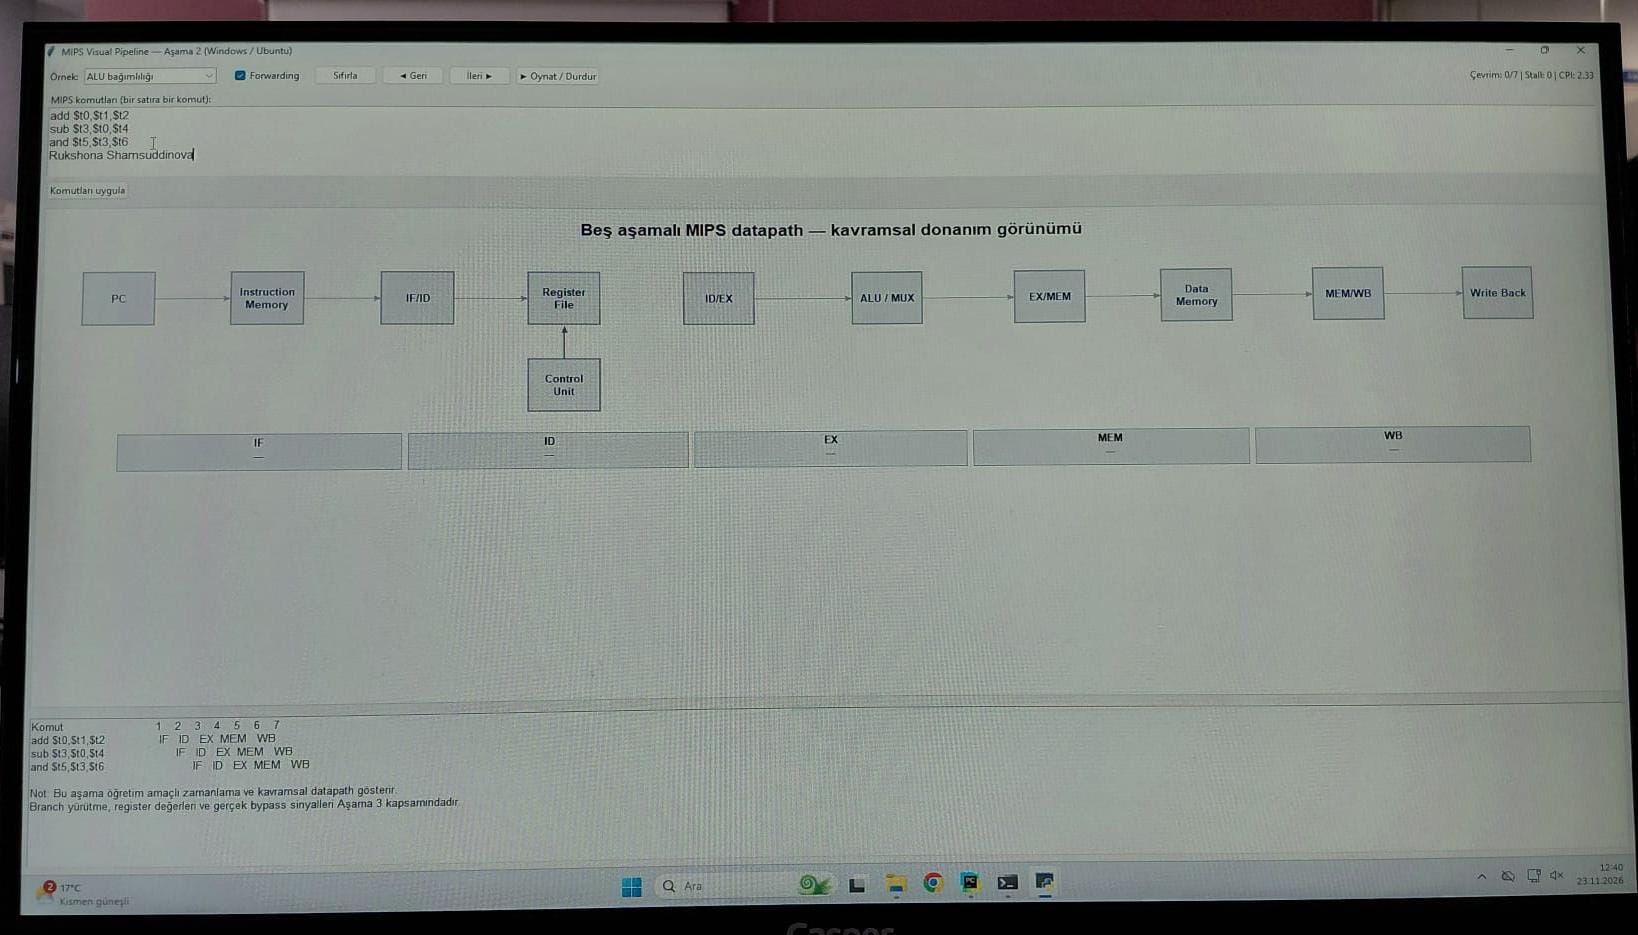 MIPS Visual Pipeline — Aşama 2 (Windows / Ubuntu)
Örnek: ALU bağımlılığı Forwarding Sıfırla ◄ Geri İleri ► ► Oynat / Durdur Çevrim: 0/7 | Stall: 0 | CPI: 2.33
MIPS komutları (bir satıra bir komut):
add $t0,$t1,$t2
sub $t3,$t0,$t4
and $t5,$t3,$t6
Rukshona Shamsuddinova
Komutları uygula
Beş aşamalı MIPS datapath — kavramsal donanım görünümü
PC
Instruction
Memory
IF/ID
Register
File
ID/EX
ALU / MUX
EX/MEM
Data
Memory
MEM/WB
Write Back
Control
Unit
IF
—
ID
—
EX
—
MEM
—
WB
—
Komut 1 2 3 4 5 6 7
add $t0,$t1,$t2 IF ID EX MEM WB
sub $t3,$t0,$t4 IF ID EX MEM WB
and $t5,$t3,$t6 IF ID EX MEM WB
Not: Bu aşama öğretim amaçlı zamanlama ve kavramsal datapath gösterir.
Branch yürütme, register değerleri ve gerçek bypass sinyalleri Aşama 3 kapsamındadır.
2
17°C
Kısmen güneşli
Ara
PC
12:40
23.11.2026
Casper